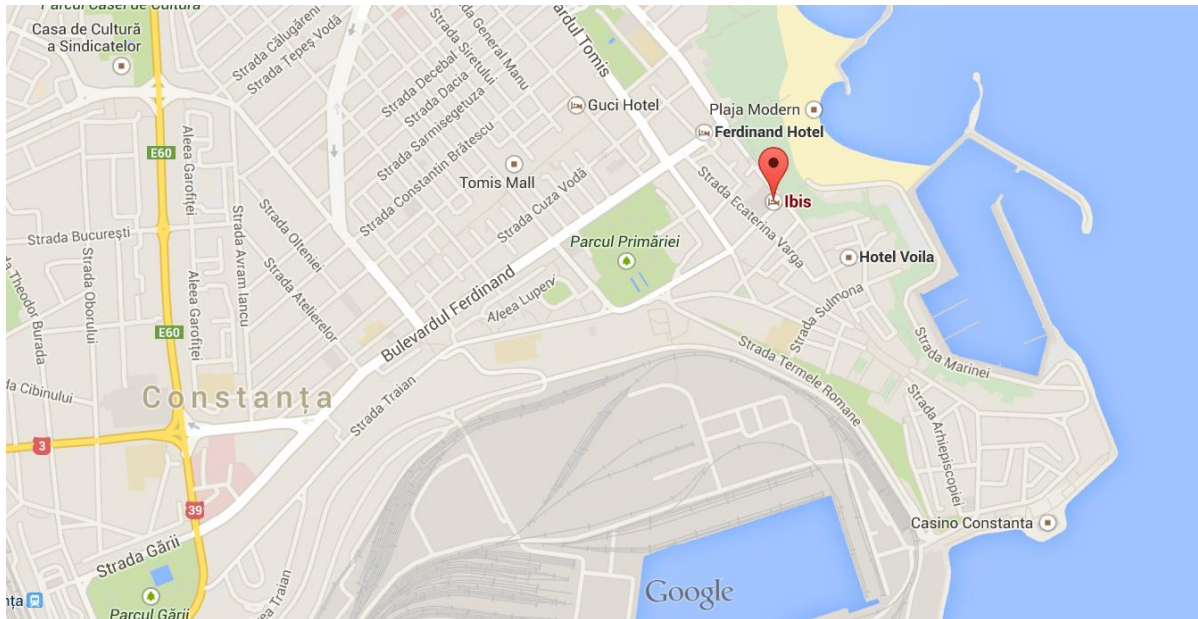 Parcul Casei de Cultură
Casa de Cultură
a Sindicatelor
Strada Călugăreni
Strada Țepeș Vodă
Strada General Manu
Strada Siretului
Strada Decebal
Strada Dacia
Strada Sarmisegetuza
Strada Constantin Brătescu
Bulevardul Tomis
Guci Hotel
Plaja Modern
Ferdinand Hotel
E60
Aleea Garofiței
Tomis Mall
Strada Cuza Vodă
Strada Ecaterina Varga
Ibis
Strada București
Strada Oborului
Strada Avram Iancu
Strada Olteniei
Strada Atelierelor
Parcul Primăriei
Hotel Voila
Theodor Burada
Aleea Garofiței
E60
Bulevardul Ferdinand
Aleea Lupeni
Strada Sulmona
Strada Marinei
Strada Cibinului
Constanța
Strada Traian
Strada Termele Romane
Strada Arhiepiscopiei
3
39
Casino Constanta
Strada Gării
Google
Parcul Gării
Traian